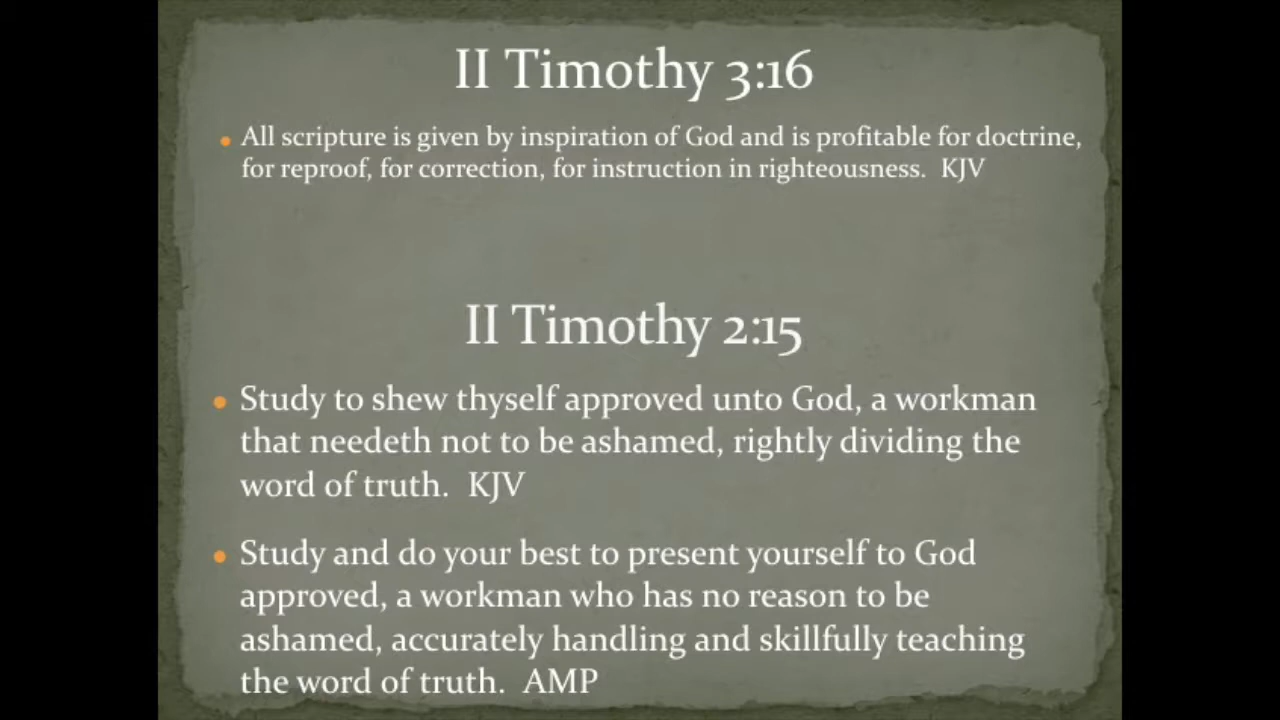 II Timothy 3:16
• All scripture is given by inspiration of God and is profitable for doctrine,
for reproof, for correction, for instruction in righteousness.  KJV
II Timothy 2:15
• Study to shew thyself approved unto God, a workman
that needeth not to be ashamed, rightly dividing the
word of truth.  KJV
• Study and do your best to present yourself to God
approved, a workman who has no reason to be
ashamed, accurately handling and skillfully teaching
the word of truth.  AMP